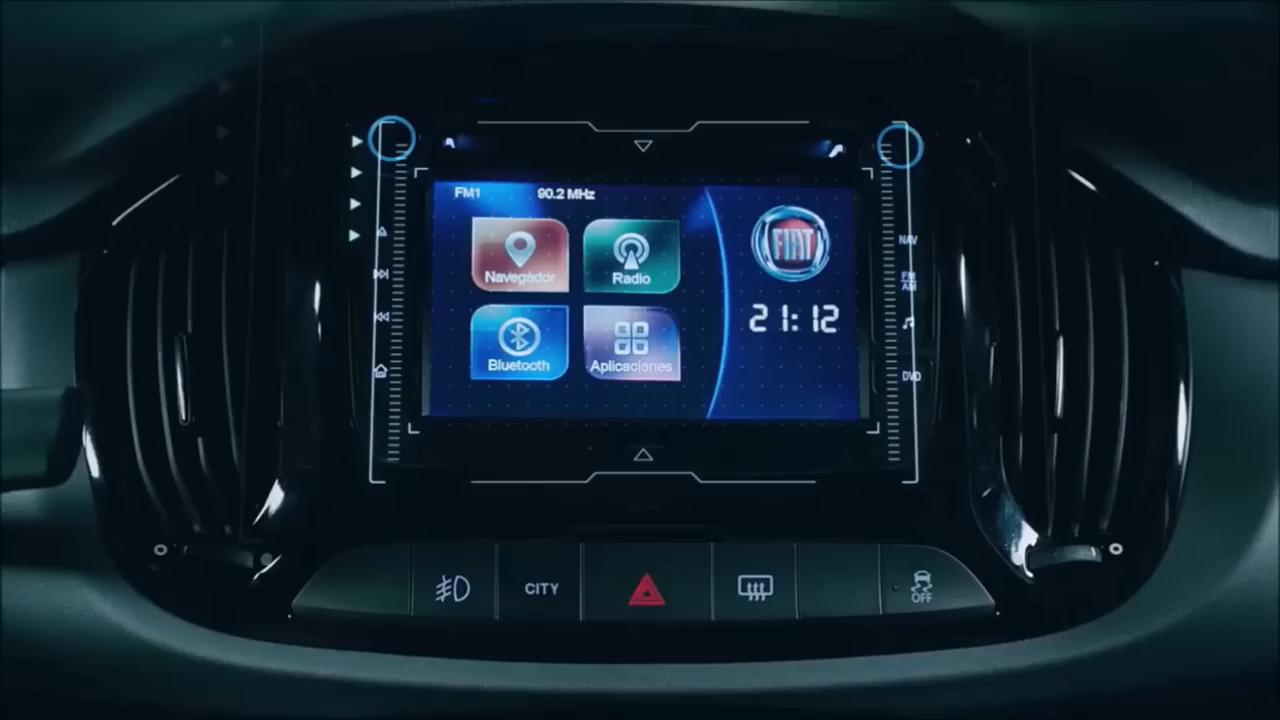 FM1 90.2 MHz
Navegador
Radio
Bluetooth
Aplicaciones
FIAT
21:12
NAV
FM
AM
DVD
CITY
OFF